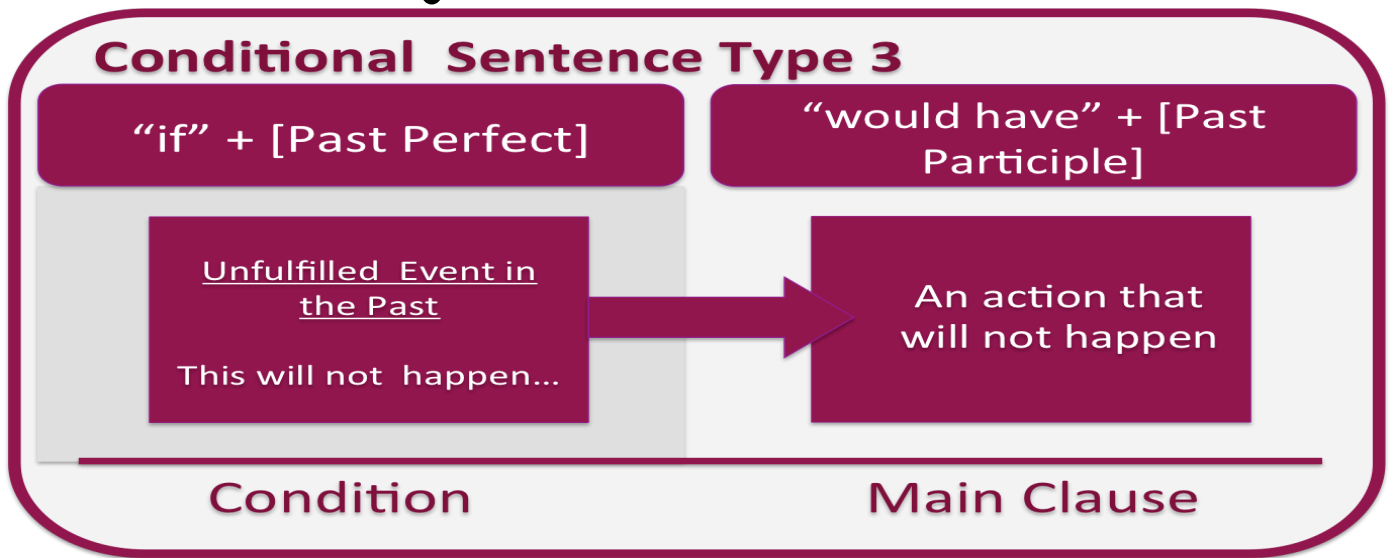 Conditional  Sentence Type 3
“if” + [Past Perfect]
“would have” + [Past
Participle]
Unfulfilled  Event in
the Past
This will not  happen...
An action that
will not happen
Condition
Main Clause